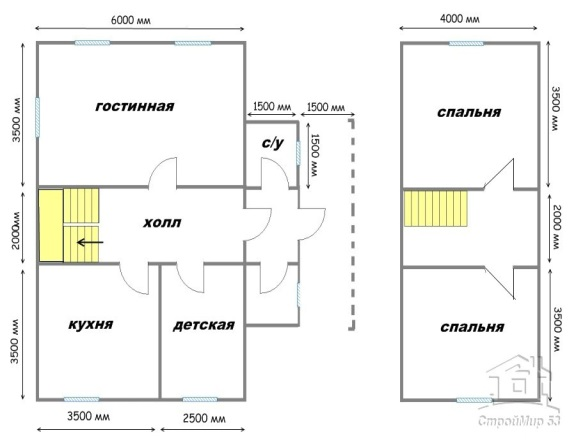 6000 мм
4000 мм
3500 мм
гостинная
1500 мм
1500 мм
с/у
1500 мм
спальня
3500 мм
2000 мм
холл
2000 мм
3500 мм
кухня
детская
спальня
3500 мм
3500 мм
2500 мм
СтройМир 53